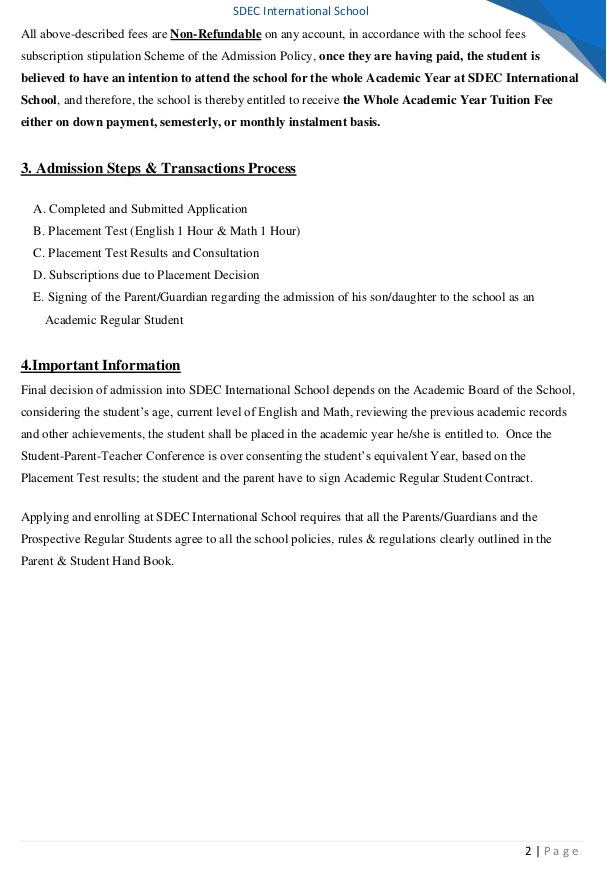 SDEC International School
All above-described fees are Non-Refundable on any account, in accordance with the school fees
subscription stipulation Scheme of the Admission Policy, once they are having paid, the student is
believed to have an intention to attend the school for the whole Academic Year at SDEC International
School, and therefore, the school is thereby entitled to receive the Whole Academic Year Tuition Fee
either on down payment, semesterly, or monthly instalment basis.
3. Admission Steps & Transactions Process
A. Completed and Submitted Application
B. Placement Test (English 1 Hour & Math 1 Hour)
C. Placement Test Results and Consultation
D. Subscriptions due to Placement Decision
E. Signing of the Parent/Guardian regarding the admission of his son/daughter to the school as an
Academic Regular Student
4.Important Information
Final decision of admission into SDEC International School depends on the Academic Board of the School,
considering the student's age, current level of English and Math, reviewing the previous academic records
and other achievements, the student shall be placed in the academic year he/she is entitled to.  Once the
Student-Parent-Teacher Conference is over consenting the student's equivalent Year, based on the
Placement Test results; the student and the parent have to sign Academic Regular Student Contract.
Applying and enrolling at SDEC International School requires that all the Parents/Guardians and the
Prospective Regular Students agree to all the school policies, rules & regulations clearly outlined in the
Parent & Student Hand Book.
2 | Page